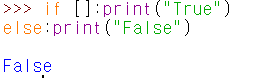 >>> if []:print("True")
else:print("False")
False